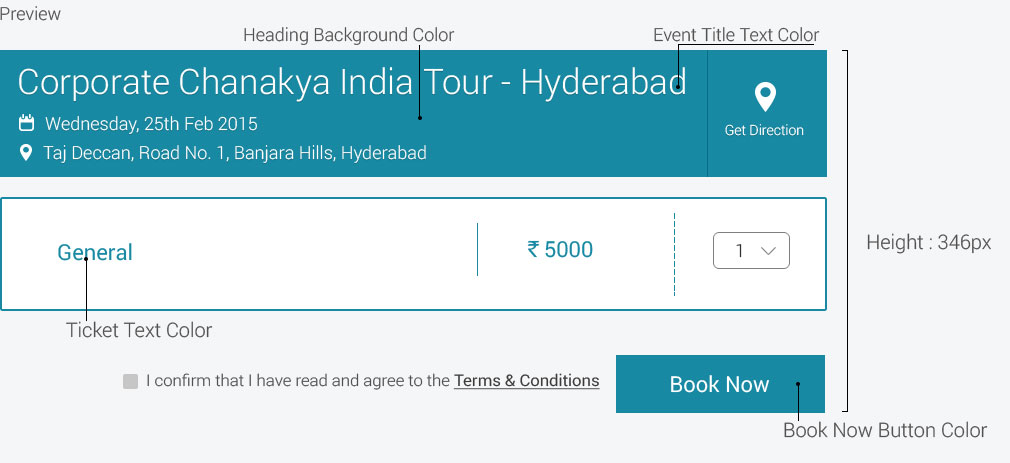 Preview
Heading Background Color
Event Title Text Color
Corporate Chanakya India Tour - Hyderabad
Wednesday, 25th Feb 2015
Taj Deccan, Road No. 1, Banjara Hills, Hyderabad
Get Direction
General
₹ 5000
1
Height : 346px
Ticket Text Color
I confirm that I have read and agree to the Terms & Conditions
Book Now
Book Now Button Color